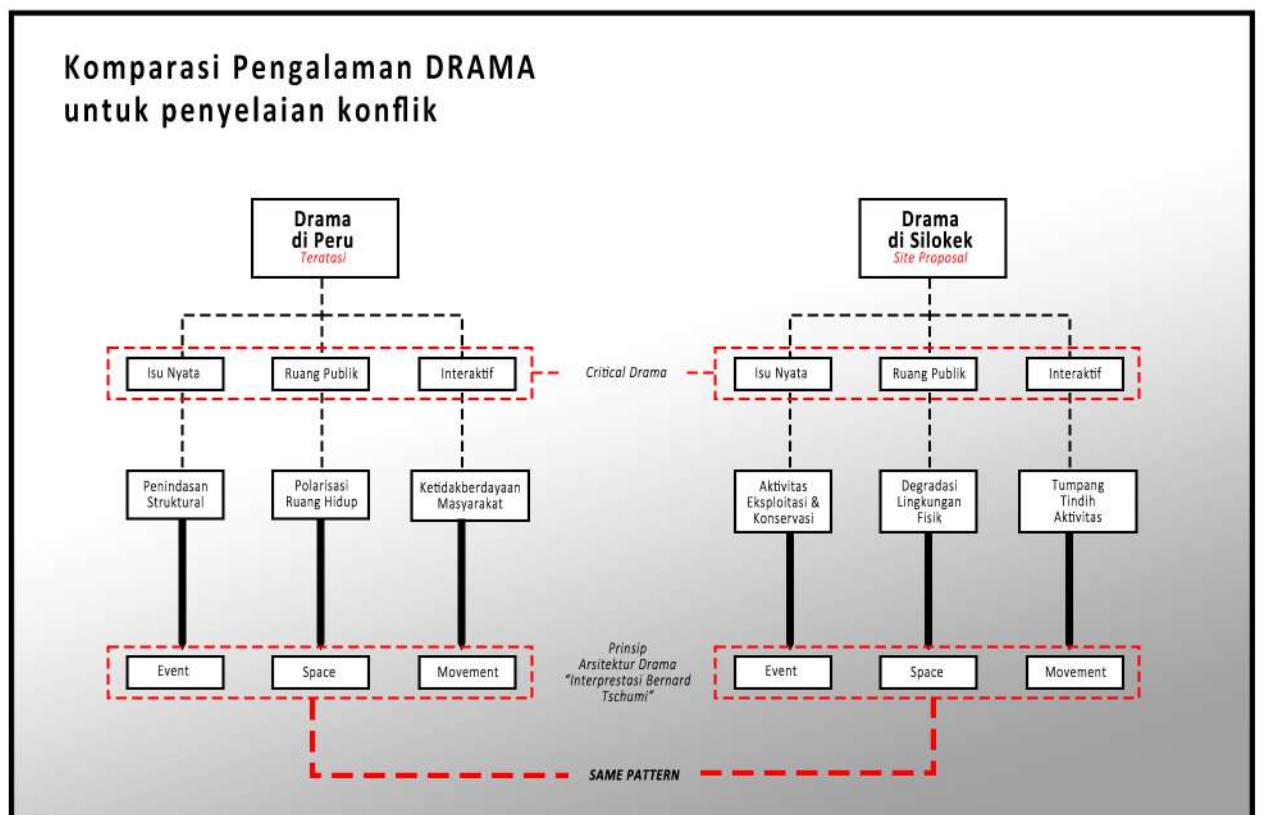 Komparasi Pengalaman DRAMA
untuk penyelaian konflik
Drama
di Peru
Teratasi
Drama
di Silokek
Site Proposal
Isu Nyata
Ruang Publik
Interaktif
Critical Drama
Isu Nyata
Ruang Publik
Interaktif
Penindasan
Struktural
Polarisasi
Ruang Hidup
Ketidakberdayaan
Masyarakat
Aktivitas
Eksploitasi &
Konservasi
Degradasi
Lingkungan
Fisik
Tumpang
Tindih
Aktivitas
Event
Space
Movement
Prinsip
Arsitektur Drama
“Interprestasi Bernard
Tschumi”
Event
Space
Movement
SAME PATTERN